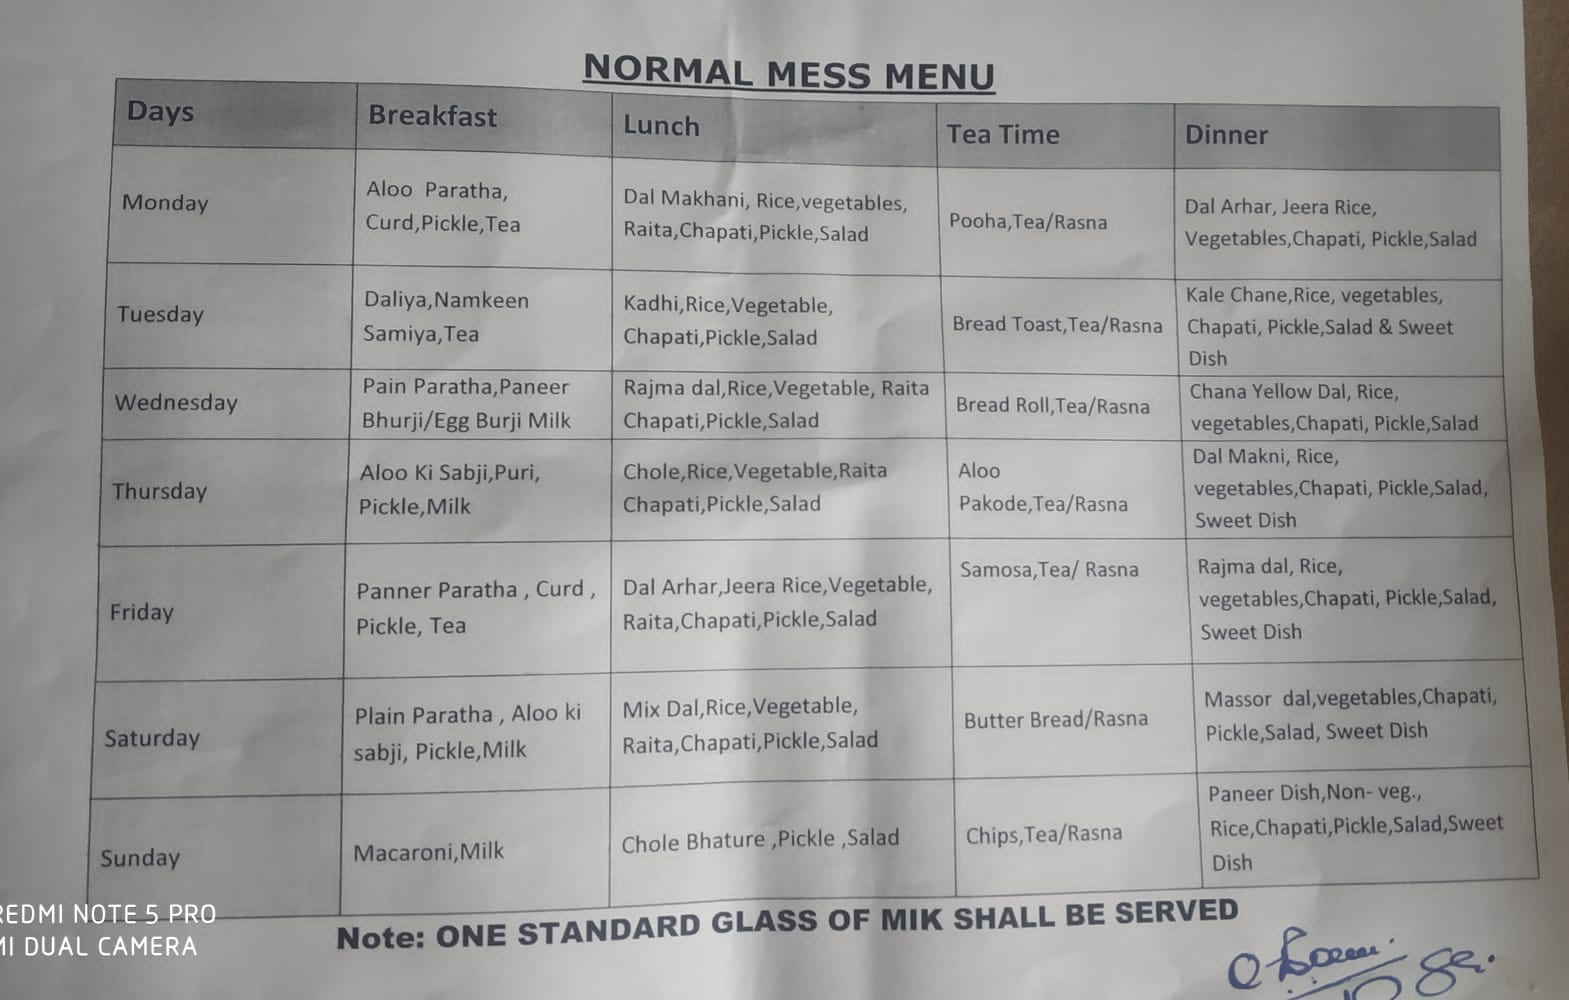 NORMAL MESS MENU
Days Breakfast Lunch Tea Time Dinner
Monday
Aloo Paratha,
Curd,Pickle,Tea
Dal Makhani, Rice,vegetables,
Raita,Chapati,Pickle,Salad
Pooha,Tea/Rasna
Dal Arhar, Jeera Rice,
Vegetables,Chapati, Pickle,Salad
Tuesday
Daliya,Namkeen
Samiya,Tea
Kadhi,Rice,Vegetable,
Chapati,Pickle,Salad
Bread Toast,Tea/Rasna
Kale Chane,Rice, vegetables,
Chapati, Pickle,Salad & Sweet
Dish
Wednesday
Pain Paratha,Paneer
Bhurji/Egg Burji Milk
Rajma dal,Rice,Vegetable, Raita
Chapati,Pickle,Salad
Bread Roll,Tea/Rasna
Chana Yellow Dal, Rice,
vegetables,Chapati, Pickle,Salad
Thursday
Aloo Ki Sabji,Puri,
Pickle,Milk
Chole,Rice,Vegetable,Raita
Chapati,Pickle,Salad
Aloo
Pakode,Tea/Rasna
Dal Makni, Rice,
vegetables,Chapati, Pickle,Salad,
Sweet Dish
Friday
Panner Paratha , Curd ,
Pickle, Tea
Dal Arhar,Jeera Rice,Vegetable,
Raita,Chapati,Pickle,Salad
Samosa,Tea/ Rasna
Rajma dal, Rice,
vegetables,Chapati, Pickle,Salad,
Sweet Dish
Saturday
Plain Paratha , Aloo ki
sabji, Pickle,Milk
Mix Dal,Rice,Vegetable,
Raita,Chapati,Pickle,Salad
Butter Bread/Rasna
Massor dal,vegetables,Chapati,
Pickle,Salad, Sweet Dish
Sunday
Macaroni,Milk
Chole Bhature ,Pickle ,Salad
Chips,Tea/Rasna
Paneer Dish,Non- veg.,
Rice,Chapati,Pickle,Salad,Sweet
Dish
Note: ONE STANDARD GLASS OF MIK SHALL BE SERVED
REDMI NOTE 5 PRO
MI DUAL CAMERA